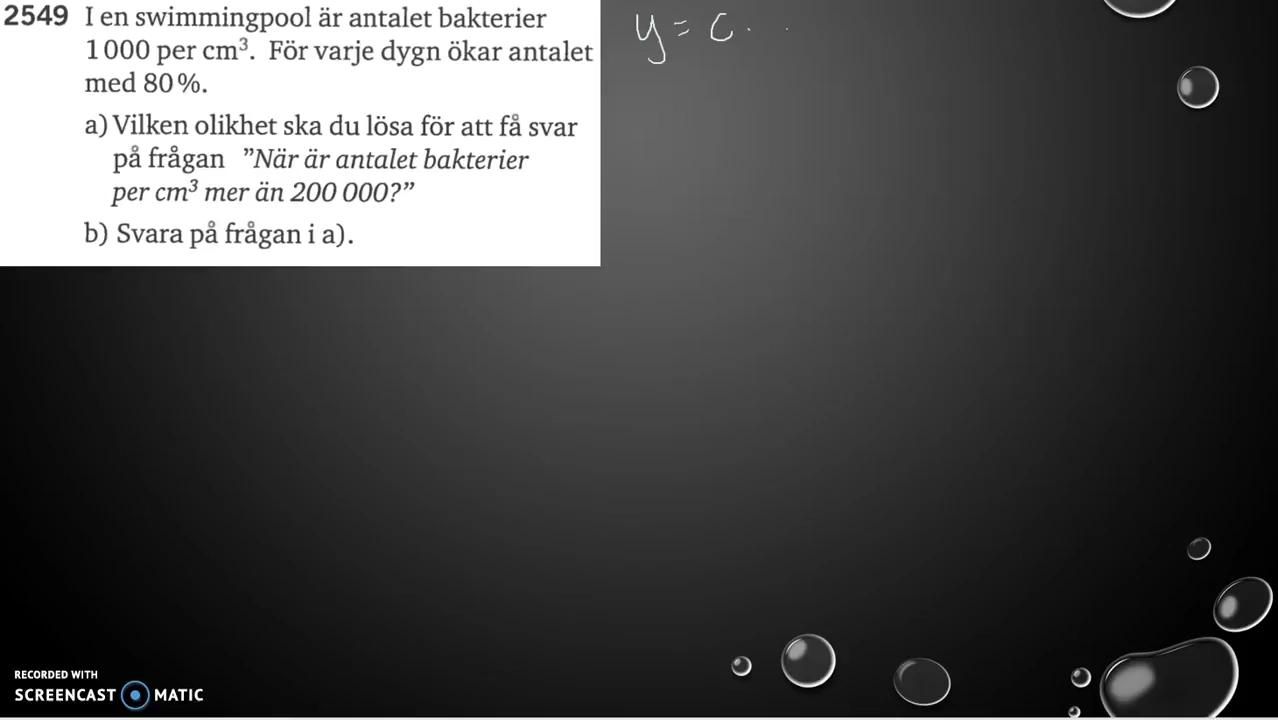 2549 I en swimmingpool är antalet bakterier
1 000 per cm³. För varje dygn ökar antalet
med 80 %.
a) Vilken olikhet ska du lösa för att få svar
på frågan ”När är antalet bakterier
per cm³ mer än 200 000?”
b) Svara på frågan i a).
y = c ·
RECORDED WITH
SCREENCAST MATIC